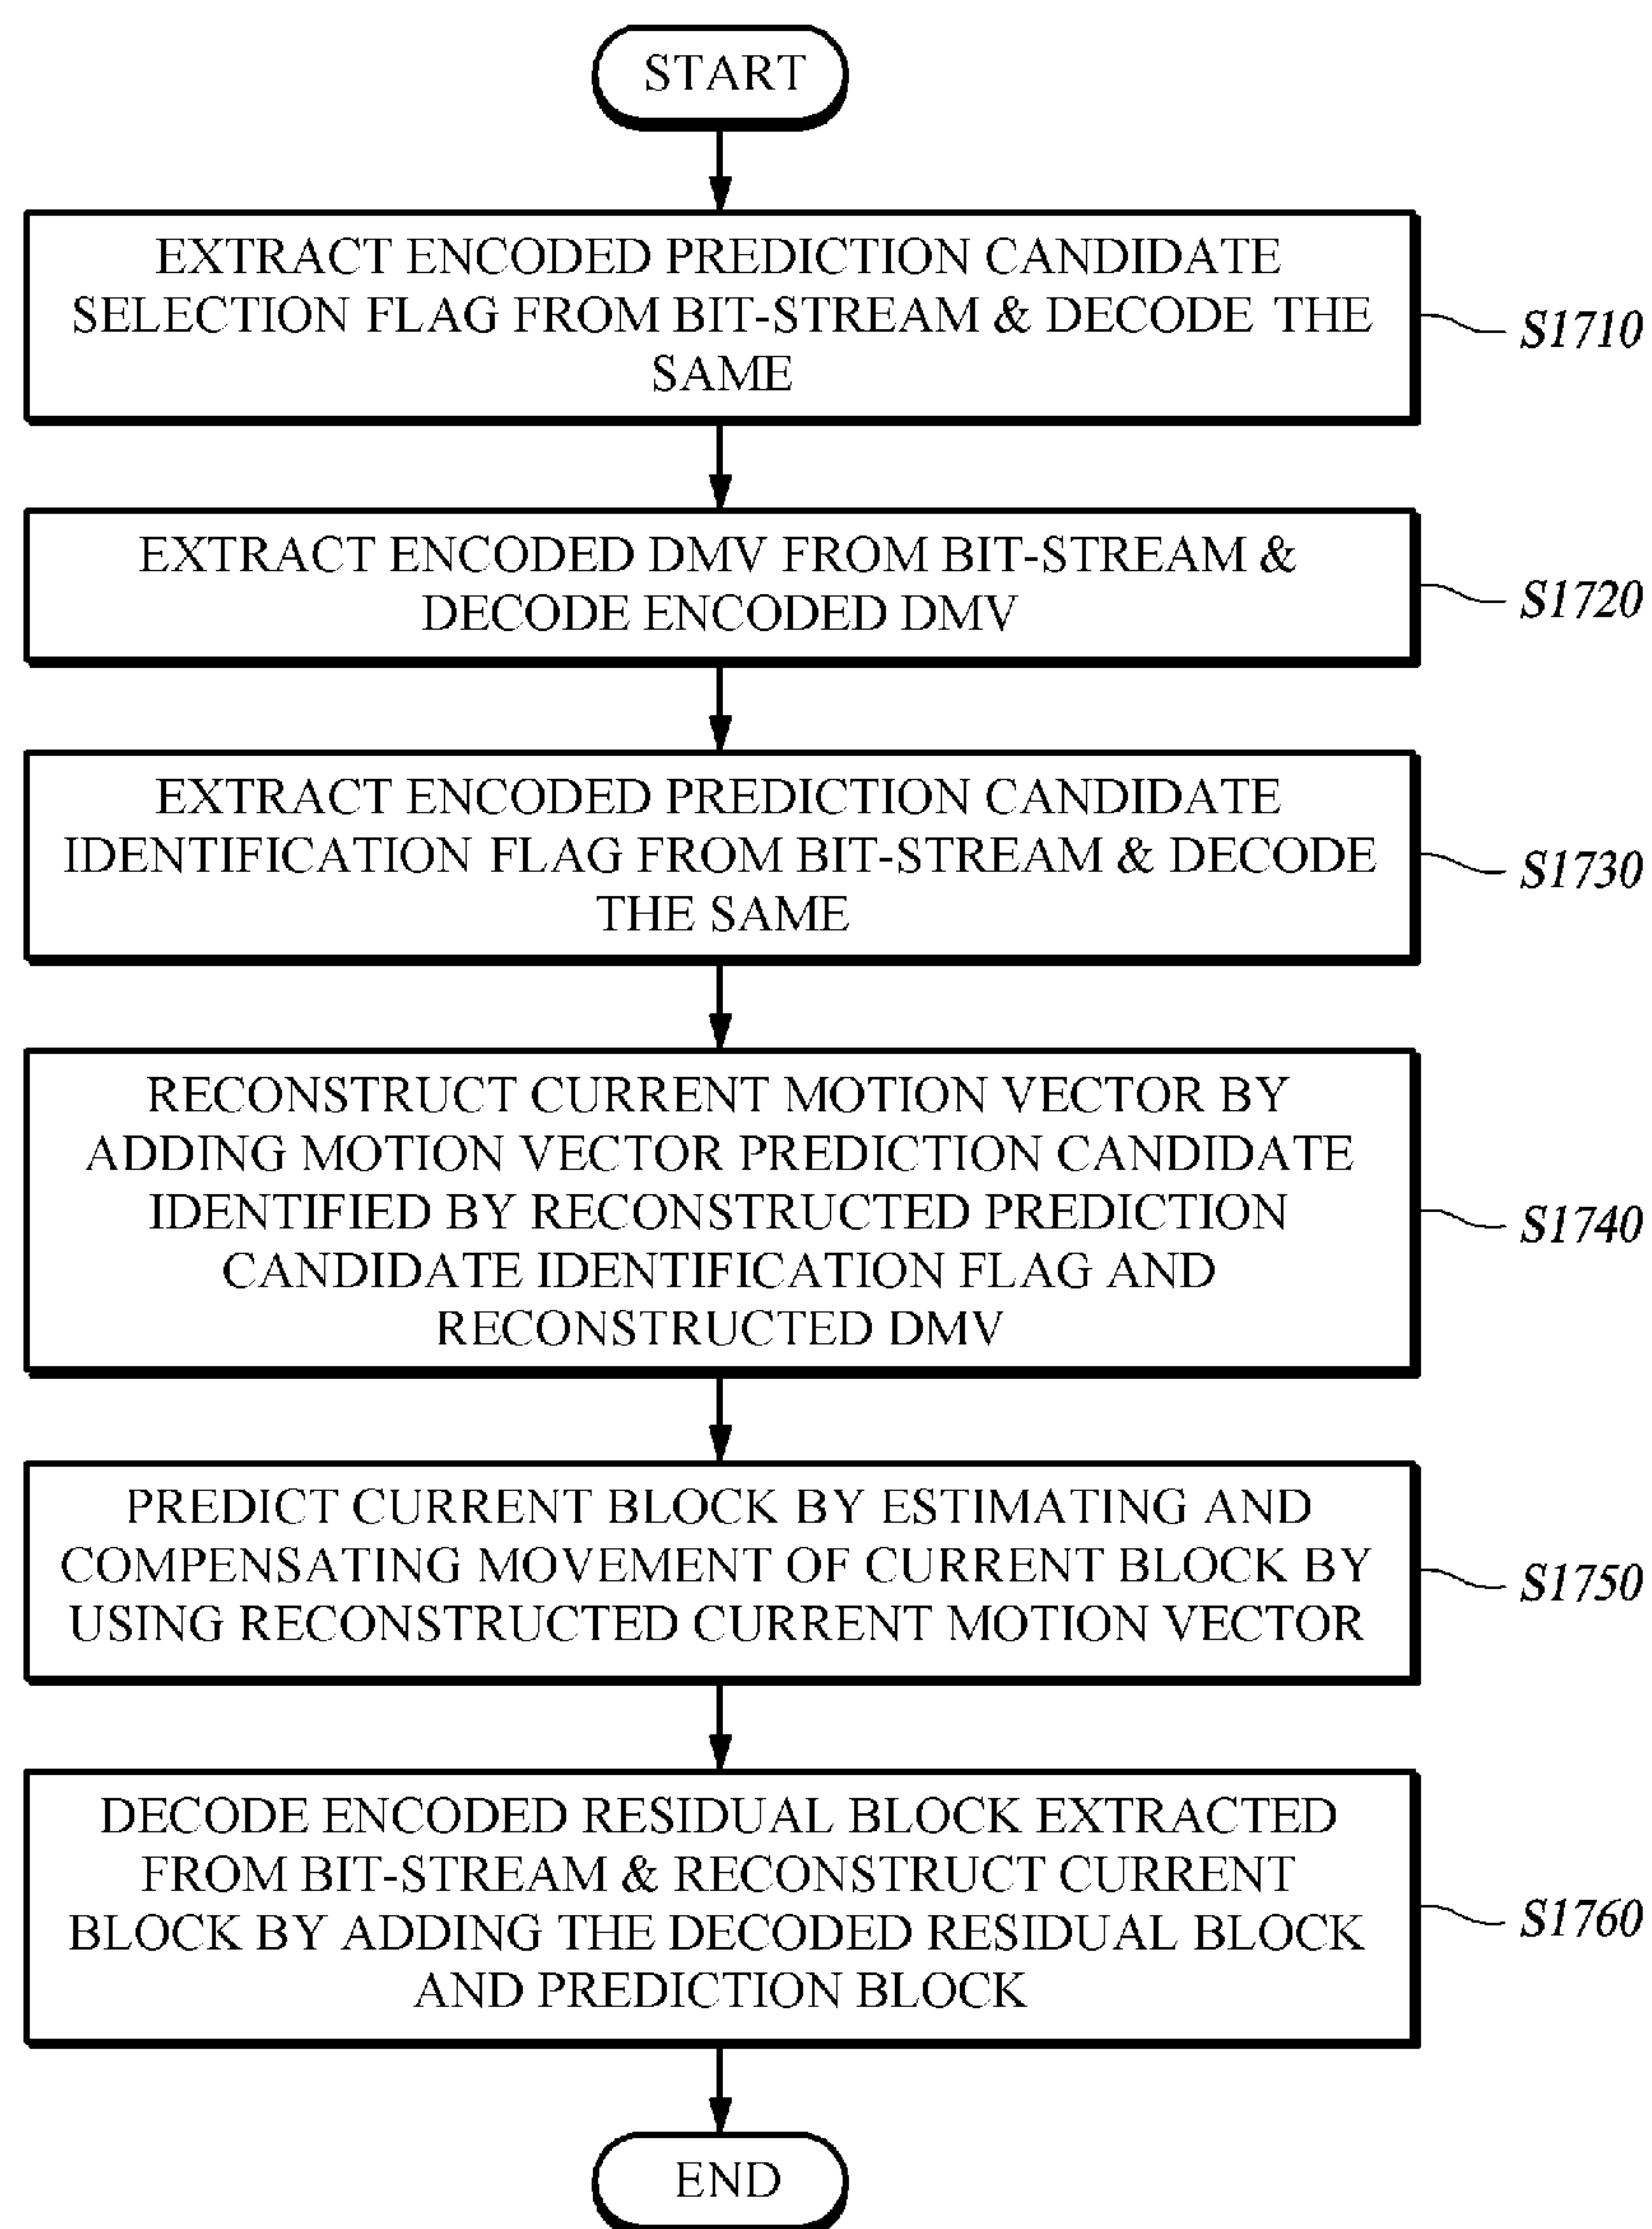 START
EXTRACT ENCODED PREDICTION CANDIDATE
SELECTION FLAG FROM BIT-STREAM & DECODE THE
SAME
S1710
EXTRACT ENCODED DMV FROM BIT-STREAM &
DECODE ENCODED DMV
S1720
EXTRACT ENCODED PREDICTION CANDIDATE
IDENTIFICATION FLAG FROM BIT-STREAM & DECODE
THE SAME
S1730
RECONSTRUCT CURRENT MOTION VECTOR BY
ADDING MOTION VECTOR PREDICTION CANDIDATE
IDENTIFIED BY RECONSTRUCTED PREDICTION
CANDIDATE IDENTIFICATION FLAG AND
RECONSTRUCTED DMV
S1740
PREDICT CURRENT BLOCK BY ESTIMATING AND
COMPENSATING MOVEMENT OF CURRENT BLOCK BY
USING RECONSTRUCTED CURRENT MOTION VECTOR
S1750
DECODE ENCODED RESIDUAL BLOCK EXTRACTED
FROM BIT-STREAM & RECONSTRUCT CURRENT
BLOCK BY ADDING THE DECODED RESIDUAL BLOCK
AND PREDICTION BLOCK
S1760
END